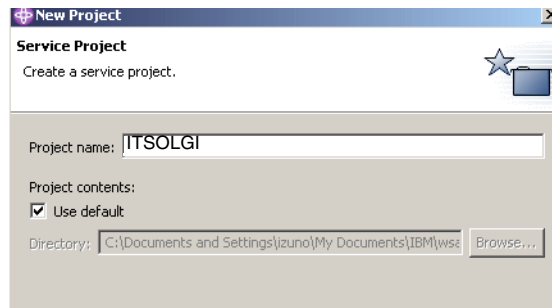 New Project
Service Project
Create a service project.
Project name: ITSOLGI
Project contents:
Use default
Directory: C:\Documents and Settings\izuno\My Documents\IBM\wsa Browse...